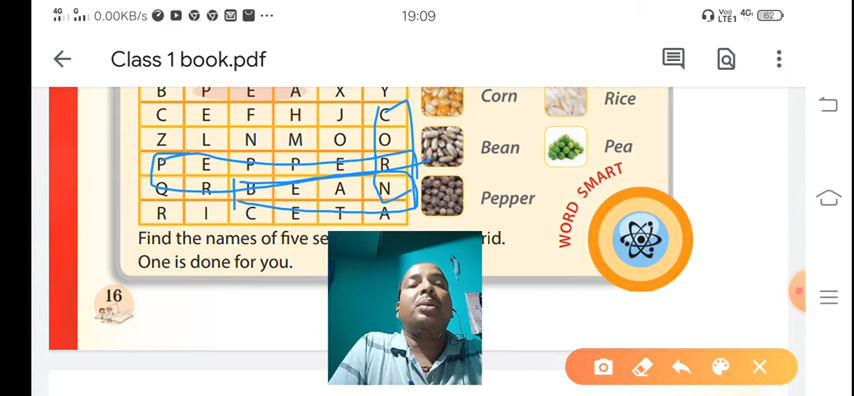 4G G 0.00KB/s ... 19:09 Vo)) LTE1 4G 62
Class 1 book.pdf
B P E A X Y
C E F H J C
Z L N M O O
P E P P E R
Q R B E A N
R I C E T A
Corn Rice
Bean Pea
Pepper
WORD SMART
Find the names of five se rid.
One is done for you.
16